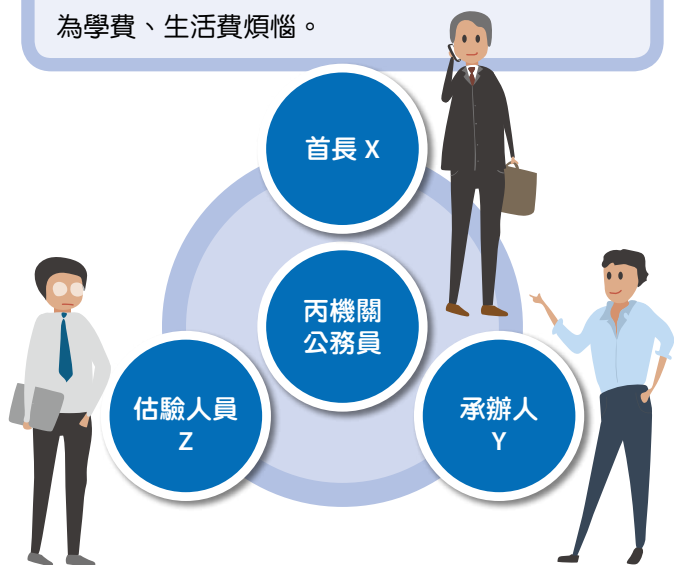 為學費、生活費煩惱。
首長 X
丙機關
公務員
估驗人員
Z
承辦人
Y